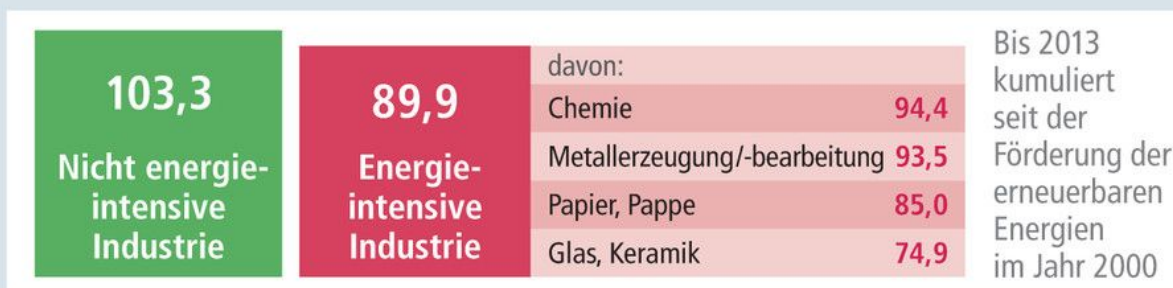 103,3
Nicht energie-
intensive
Industrie
89,9
Energie-
intensive
Industrie
davon:
Chemie 94,4
Metallerzeugung/-bearbeitung 93,5
Papier, Pappe 85,0
Glas, Keramik 74,9
Bis 2013
kumuliert
seit der
Förderung der
erneuerbaren
Energien
im Jahr 2000